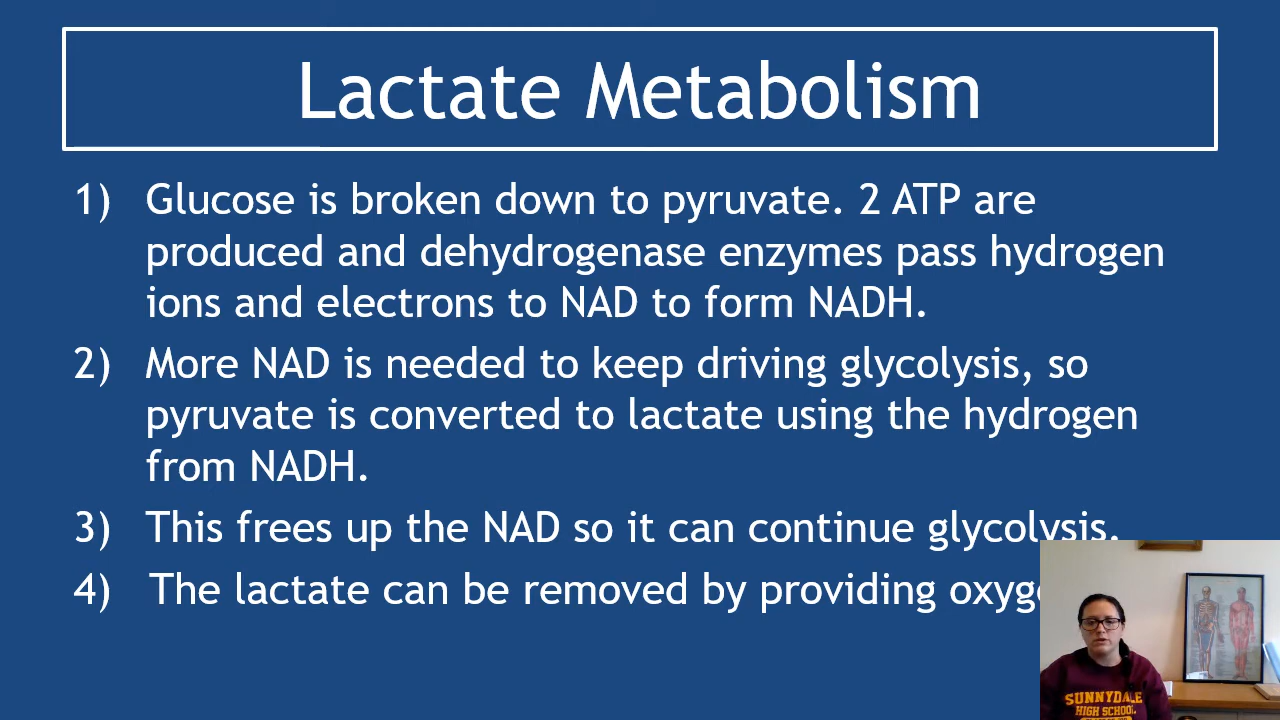 Lactate Metabolism
1) Glucose is broken down to pyruvate. 2 ATP are
produced and dehydrogenase enzymes pass hydrogen
ions and electrons to NAD to form NADH.
2) More NAD is needed to keep driving glycolysis, so
pyruvate is converted to lactate using the hydrogen
from NADH.
3) This frees up the NAD so it can continue glycolysis.
4) The lactate can be removed by providing
SUNNYDALE
HIGH SCHOOL